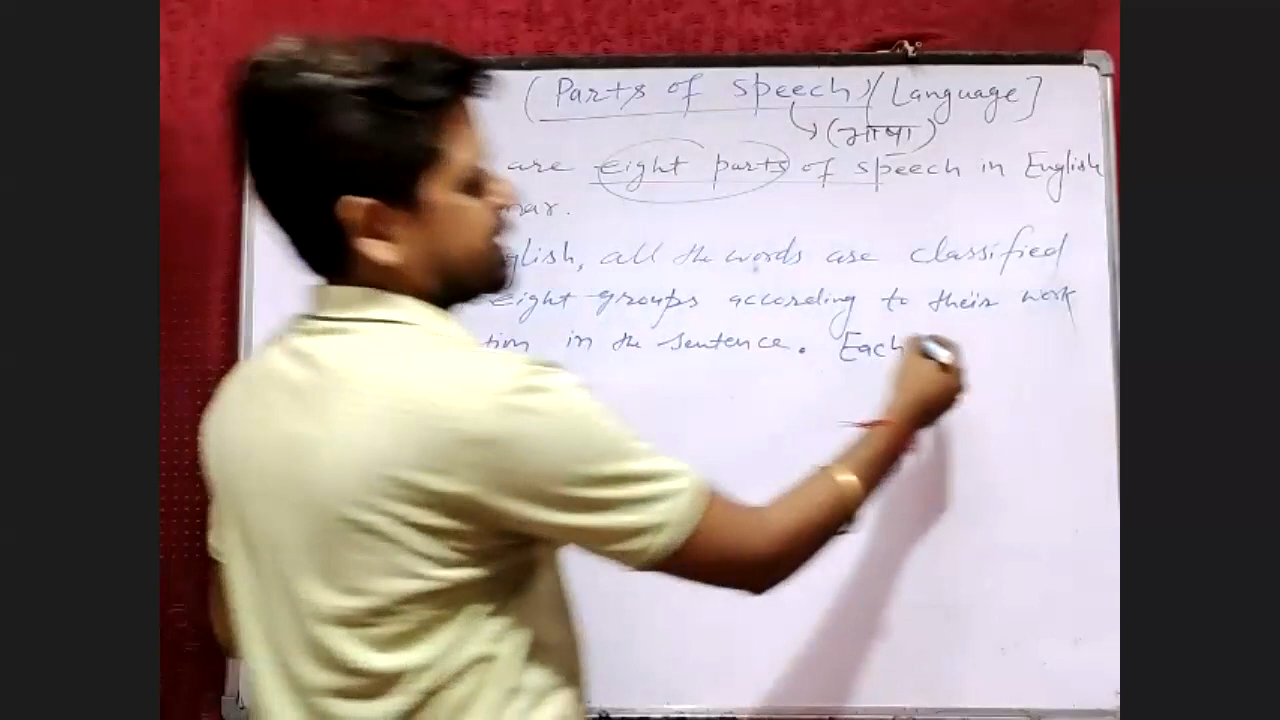 (Parts of speech)/Language]
(भाषा)
are eight parts of speech in English
mar.
glish, all the words are classified
eight groups according to their work
tion in the sentence. Each